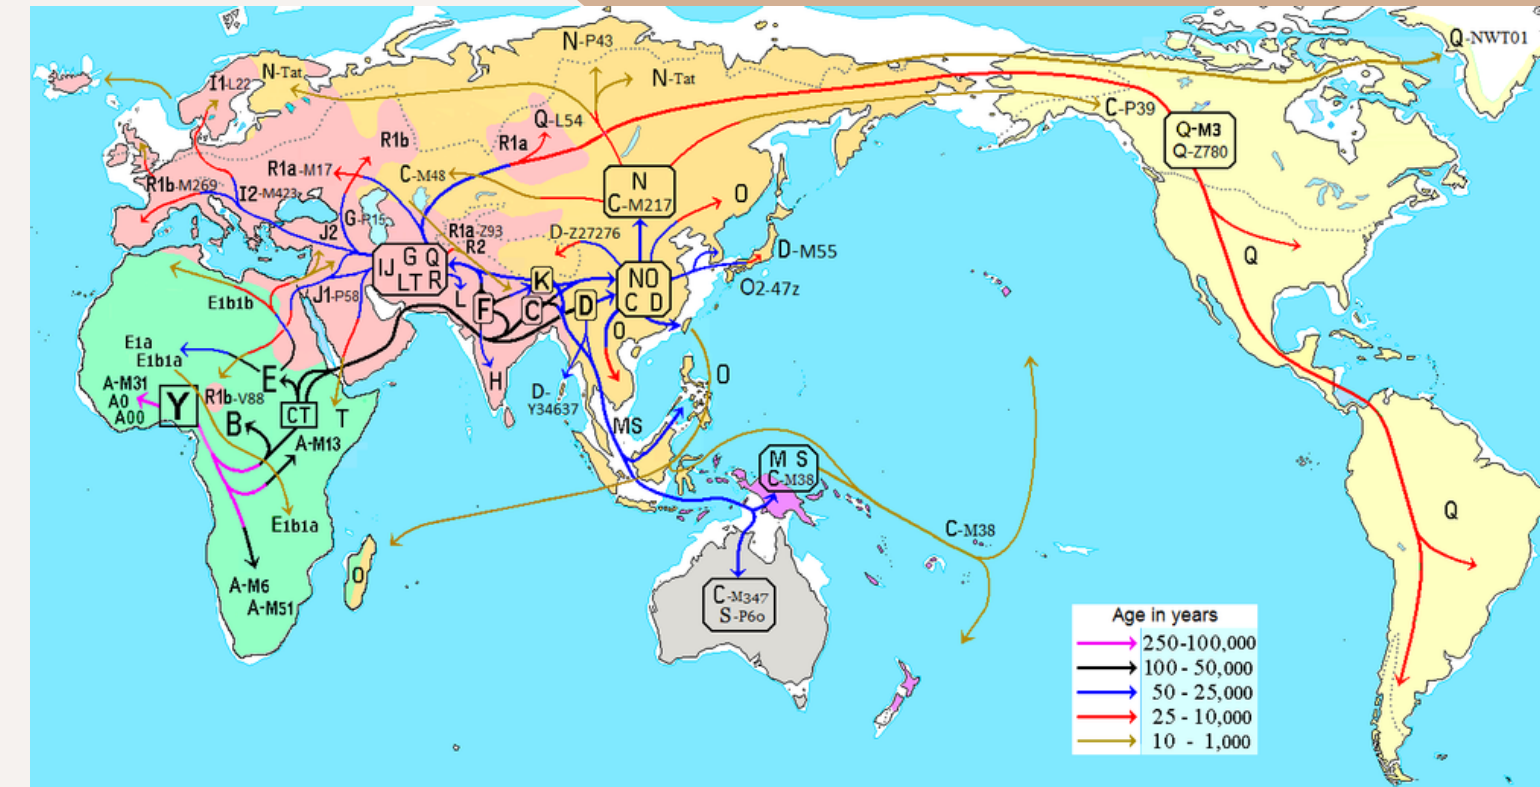 N-P43
Q-NWT01
N-Tat
N-Tat
I1-L22
C-P39
Q-L54
Q-M3
Q-Z780
R1b
R1a
R1a-M17
C-M48
N
C-M217
O
R1b-M269
I2-M423
G-P15
J2
R1a-Z93
R2
D-Z27276
D-M55
Q
IJ G Q
LT R
K
NO
C D
O2-47z
J1-P58
E1b1b
L
F
C
D
O
E1a
E1b1a
H
O
D-
Y34637
A-M31
A0
A00
Y
E
R1b-V88
CT
T
B
A-M13
MS
M S
C-M38
E1b1a
C-M38
Q
O
A-M6
A-M51
C-M347
S-P60
Age in years
250-100,000
100 - 50,000
50 - 25,000
25 - 10,000
10 - 1,000